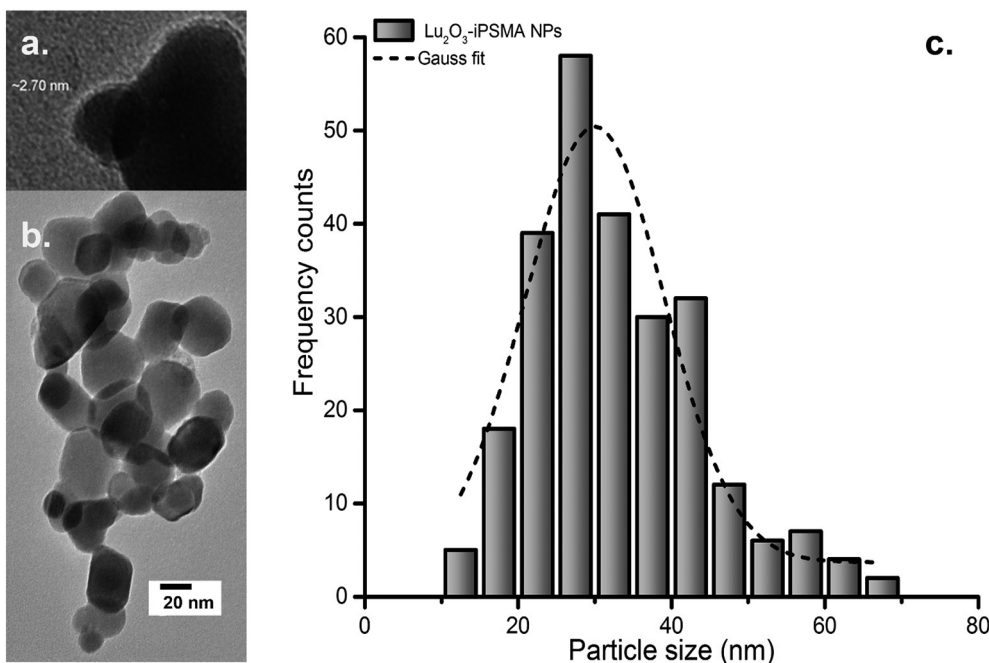 a.
~2.70 nm
b.
20 nm
c.
Lu₂O₃-iPSMA NPs
Gauss fit
Frequency counts
60
50
40
30
20
10
0
0 20 40 60 80
Particle size (nm)